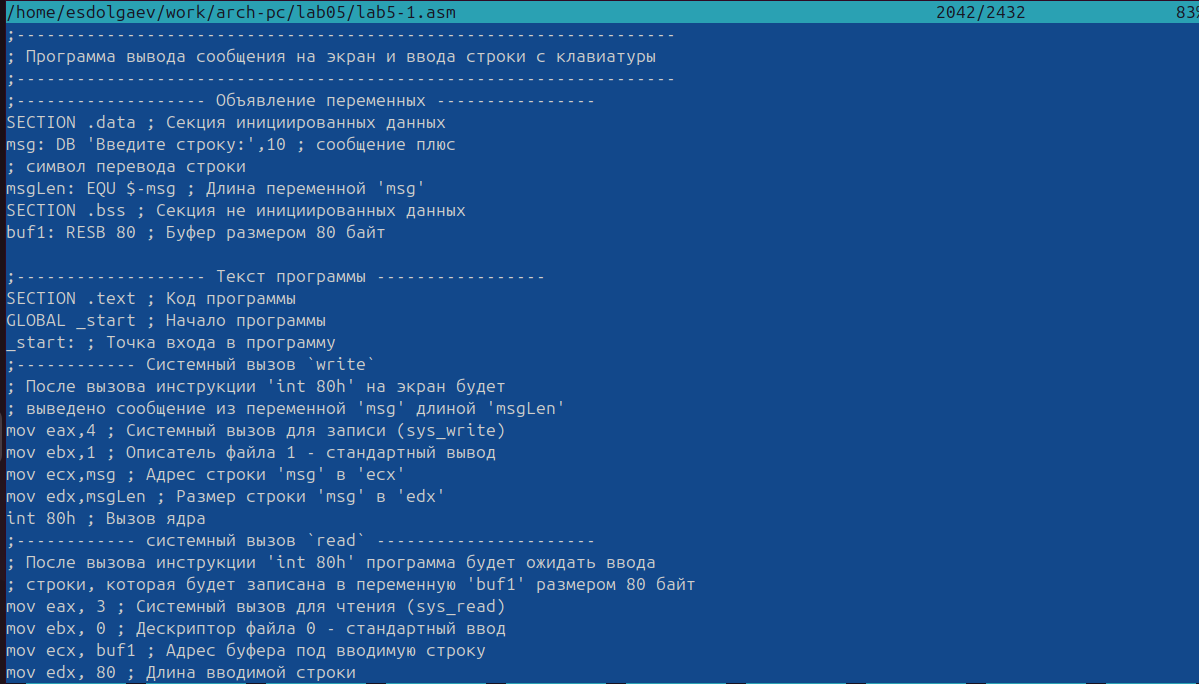 /home/esdolgaev/work/arch-pc/lab05/lab5-1.asm 2042/2432 83%
;------------------------------------------------------------------
; Программа вывода сообщения на экран и ввода строки с клавиатуры
;------------------------------------------------------------------
;------------------- Объявление переменных ----------------
SECTION .data ; Секция инициированных данных
msg: DB 'Введите строку:',10 ; сообщение плюс
; символ перевода строки
msgLen: EQU $-msg ; Длина переменной 'msg'
SECTION .bss ; Секция не инициированных данных
buf1: RESB 80 ; Буфер размером 80 байт
;------------------- Текст программы -----------------
SECTION .text ; Код программы
GLOBAL _start ; Начало программы
_start: ; Точка входа в программу
;------------ Системный вызов `write`
; После вызова инструкции 'int 80h' на экран будет
; выведено сообщение из переменной 'msg' длиной 'msgLen'
mov eax,4 ; Системный вызов для записи (sys_write)
mov ebx,1 ; Описатель файла 1 - стандартный вывод
mov ecx,msg ; Адрес строки 'msg' в 'ecx'
mov edx,msgLen ; Размер строки 'msg' в 'edx'
int 80h ; Вызов ядра
;------------ системный вызов `read` ----------------------
; После вызова инструкции 'int 80h' программа будет ожидать ввода
; строки, которая будет записана в переменную 'buf1' размером 80 байт
mov eax, 3 ; Системный вызов для чтения (sys_read)
mov ebx, 0 ; Дескриптор файла 0 - стандартный ввод
mov ecx, buf1 ; Адрес буфера под вводимую строку
mov edx, 80 ; Длина вводимой строки